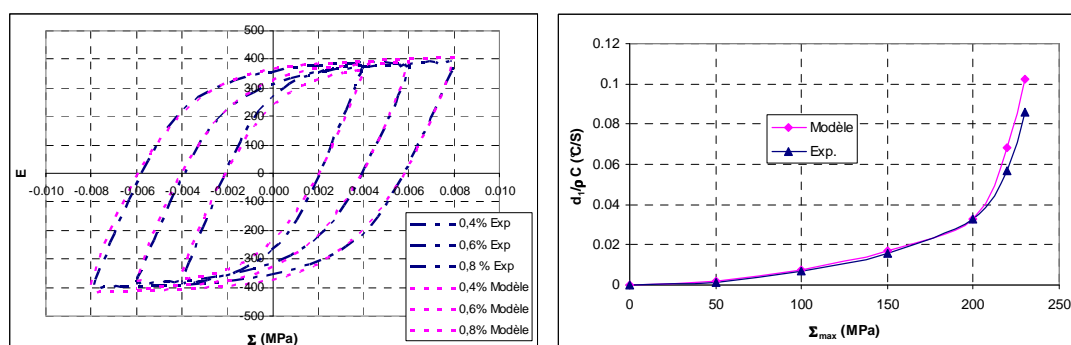 500
400
300
200
100
0
-100
-200
-300
-400
-500
-0.010 -0.008 -0.006 -0.004 -0.002 0.000 0.002 0.004 0.006 0.008 0.010
E
Σ (MPa)
0,4% Exp
0,6% Exp
0,8 % Exp
0,4% Modèle
0,6% Modèle
0,8% Modèle
0.12
0.1
0.08
0.06
0.04
0.02
0
0 50 100 150 200 250
d₁/ρC (°C/S)
Σmax (MPa)
Modèle
Exp.